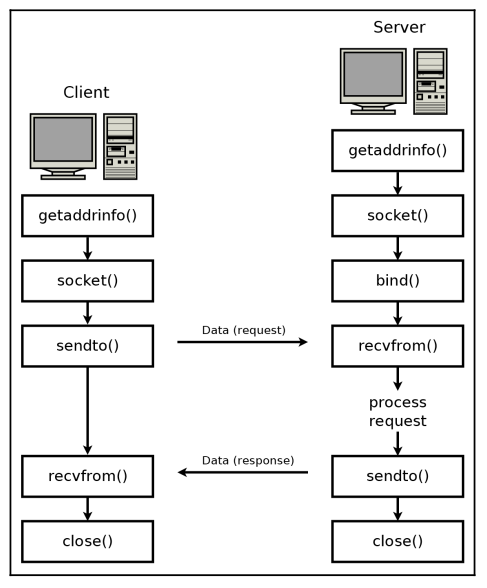 Server
Client
getaddrinfo()
getaddrinfo()
socket()
socket()
bind()
sendto()
Data (request)
recvfrom()
process
request
recvfrom()
Data (response)
sendto()
close()
close()